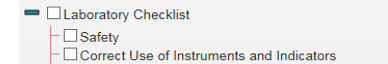 Laboratory Checklist
Safety
Correct Use of Instruments and Indicators